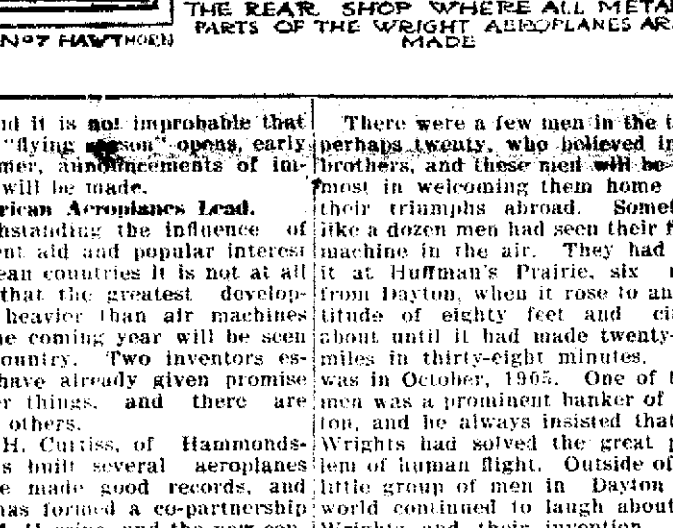 THE REAR SHOP WHERE ALL METAL
PARTS OF THE WRIGHT AEROPLANES AR
MADE
Nº7 HAWTHORN
nd it is not improbable that
"flying season" opens, early
mer, announcements of im-
will be made.
rican Aeroplanes Lead.
hstanding the influence of
ent aid and popular interest
ean countries it is not at all
that the greatest develop-
heavier than air machines
he coming year will be seen
ountry. Two inventors es-
have already given promise
er things, and there are
others.
H. Curtiss, of Hammonds-
s built several aeroplanes
e made good records, and
has formed a co-partnership
There were a few men in the t
perhaps twenty, who believed in
brothers, and these men will be
most in welcoming them home
their triumphs abroad. Some
like a dozen men had seen their f
machine in the air. They had
it at Huffman's Prairie, six
from Dayton, when it rose to an
titude of eighty feet and ci
about until it had made twenty-
miles in thirty-eight minutes.
was in October, 1905. One of t
men was a prominent banker of
ton, and he always insisted that
Wrights had solved the great p
lem of human flight. Outside of
little group of men in Dayton
world continued to laugh about
Wrights and their invention